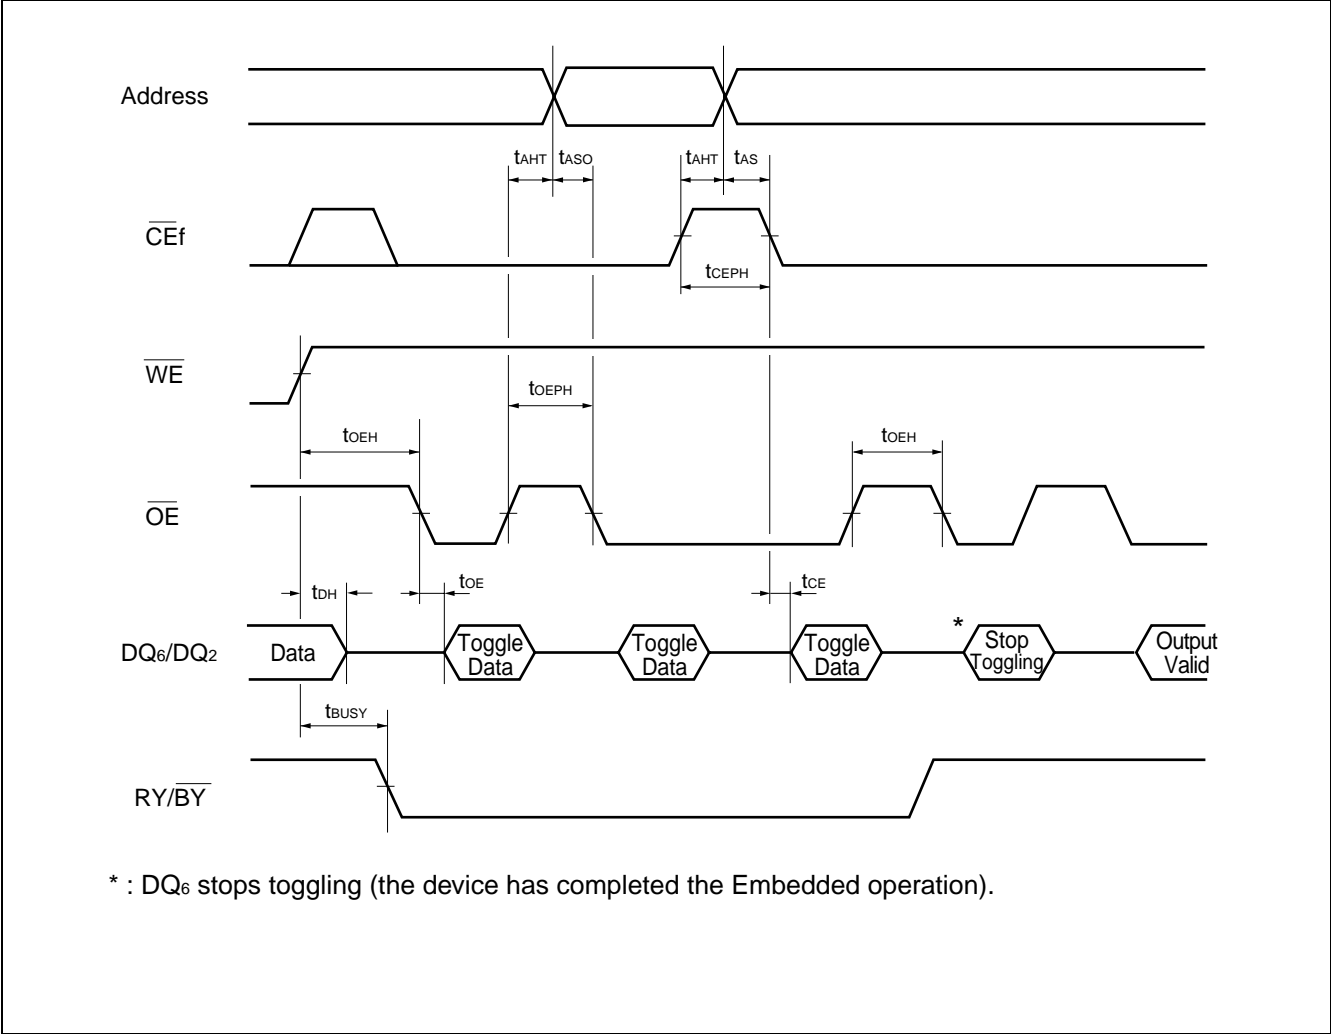 Address
tAHT tASO tAHT tAS
CEf
tCEPH
WE
tOEPH
tOEH tOEH
OE
tDH tOE tCE
DQ6/DQ2 Data Toggle Data Toggle Data Toggle Data * Stop Toggling Output Valid
tBUSY
RY/BY
* : DQ6 stops toggling (the device has completed the Embedded operation).